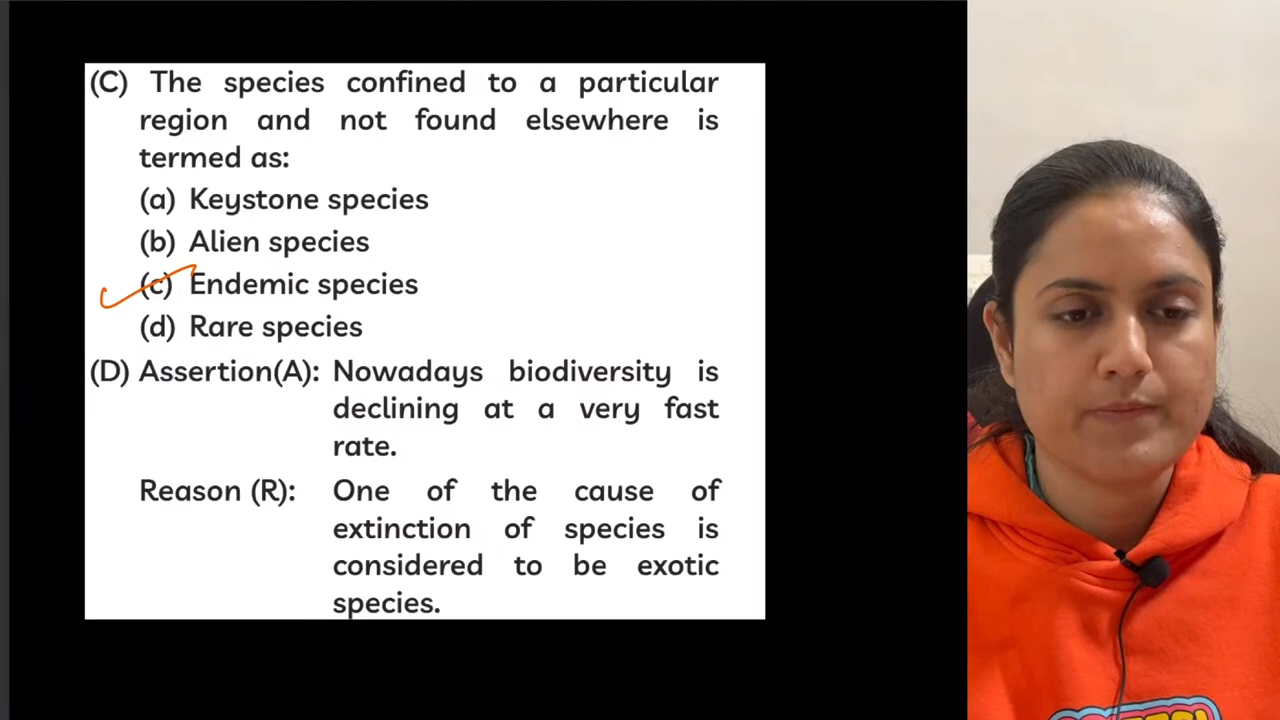 (C) The species confined to a particular
region and not found elsewhere is
termed as:
(a) Keystone species
(b) Alien species
(c) Endemic species
(d) Rare species
(D) Assertion(A): Nowadays biodiversity is
declining at a very fast
rate.
Reason (R): One of the cause of
extinction of species is
considered to be exotic
species.